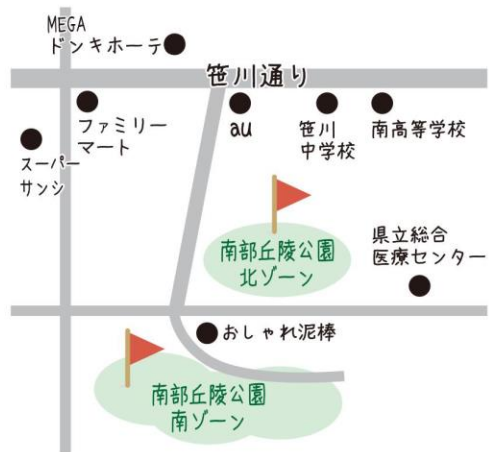 MEGA
ドンキホーテ
笹川通り
ファミリー
マート
au
笹川
中学校
南高等学校
スーパー
サンシ
南部丘陵公園
北ゾーン
県立総合
医療センター
おしゃれ泥棒
南部丘陵公園
南ゾーン